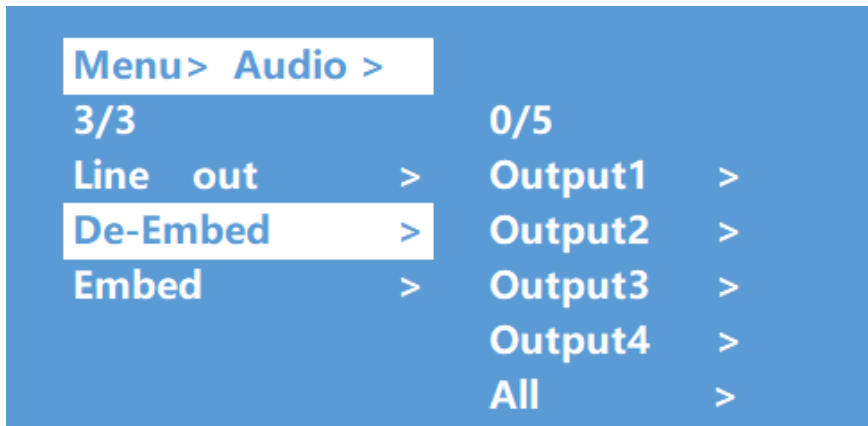 Menu> Audio >
3/3 0/5
Line out > Output1 >
De-Embed > Output2 >
Embed > Output3 >
Output4 >
All >